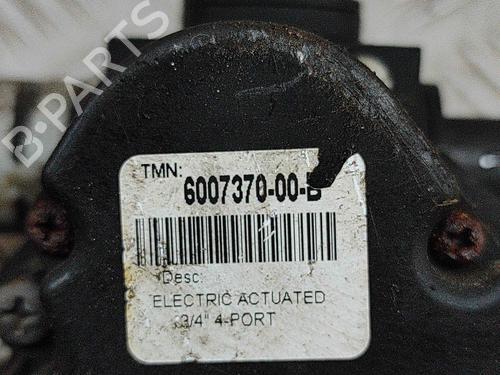 B-PARTS
TMN:
6007370-00-B
Desc:
ELECTRIC ACTUATED
3/4" 4-PORT